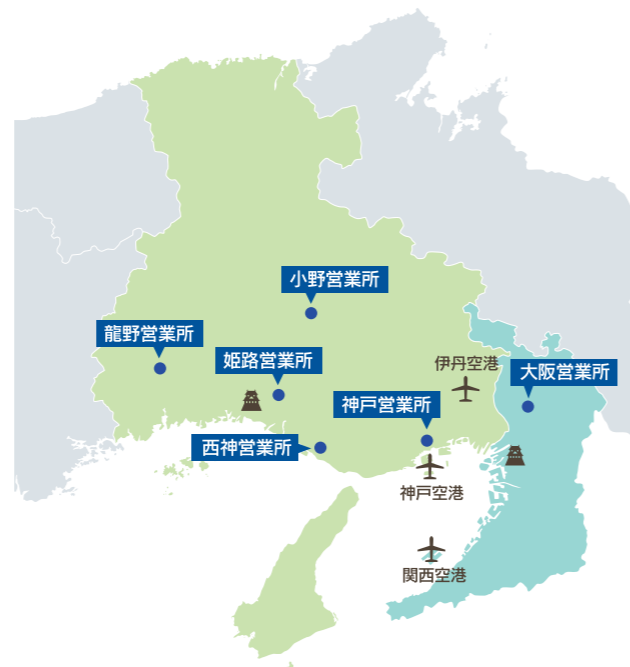 小野営業所
龍野営業所
姫路営業所
伊丹空港
大阪営業所
神戸営業所
西神営業所
神戸空港
関西空港